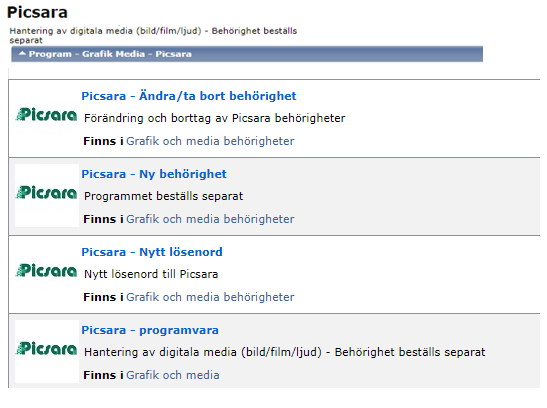 Picsara
Hantering av digitala media (bild/film/ljud) - Behörighet beställs
separat
Program - Grafik Media - Picsara
Picsara - Ändra/ta bort behörighet
Picsara
Förändring och borttag av Picsara behörigheter
Finns i Grafik och media behörigheter
Picsara - Ny behörighet
Picsara
Programmet beställs separat
Finns i Grafik och media behörigheter
Picsara - Nytt lösenord
Picsara
Nytt lösenord till Picsara
Finns i Grafik och media behörigheter
Picsara - programvara
Picsara
Hantering av digitala media (bild/film/ljud) - Behörighet beställs separat
Finns i Grafik och media